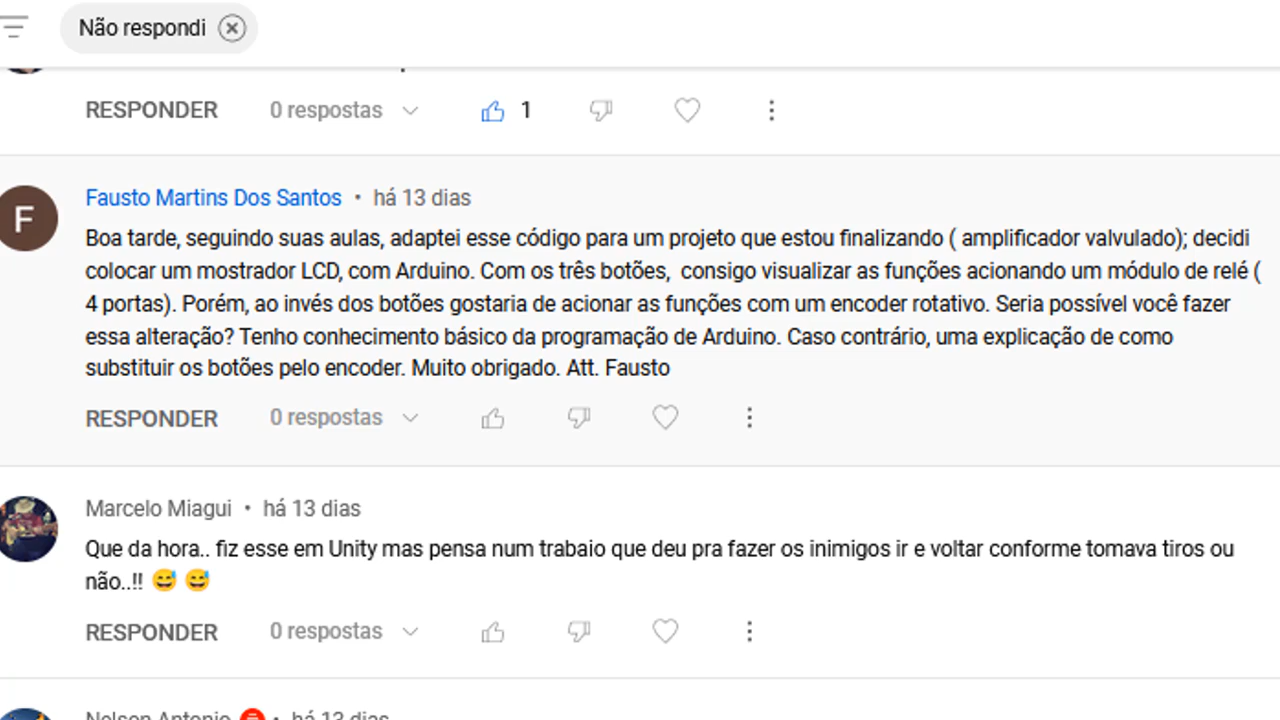 Não respondi
RESPONDER 0 respostas 1
Fausto Martins Dos Santos • há 13 dias
F
Boa tarde, seguindo suas aulas, adaptei esse código para um projeto que estou finalizando ( amplificador valvulado); decidi
colocar um mostrador LCD, com Arduino. Com os três botões,  consigo visualizar as funções acionando um módulo de relé (
4 portas). Porém, ao invés dos botões gostaria de acionar as funções com um encoder rotativo. Seria possível você fazer
essa alteração? Tenho conhecimento básico da programação de Arduino. Caso contrário, uma explicação de como
substituir os botões pelo encoder. Muito obrigado. Att. Fausto
RESPONDER 0 respostas
Marcelo Miagui • há 13 dias
Que da hora.. fiz esse em Unity mas pensa num trabaio que deu pra fazer os inimigos ir e voltar conforme tomava tiros ou
não..!! 😅 😅
RESPONDER 0 respostas
Nelson Antonio • há 13 dias